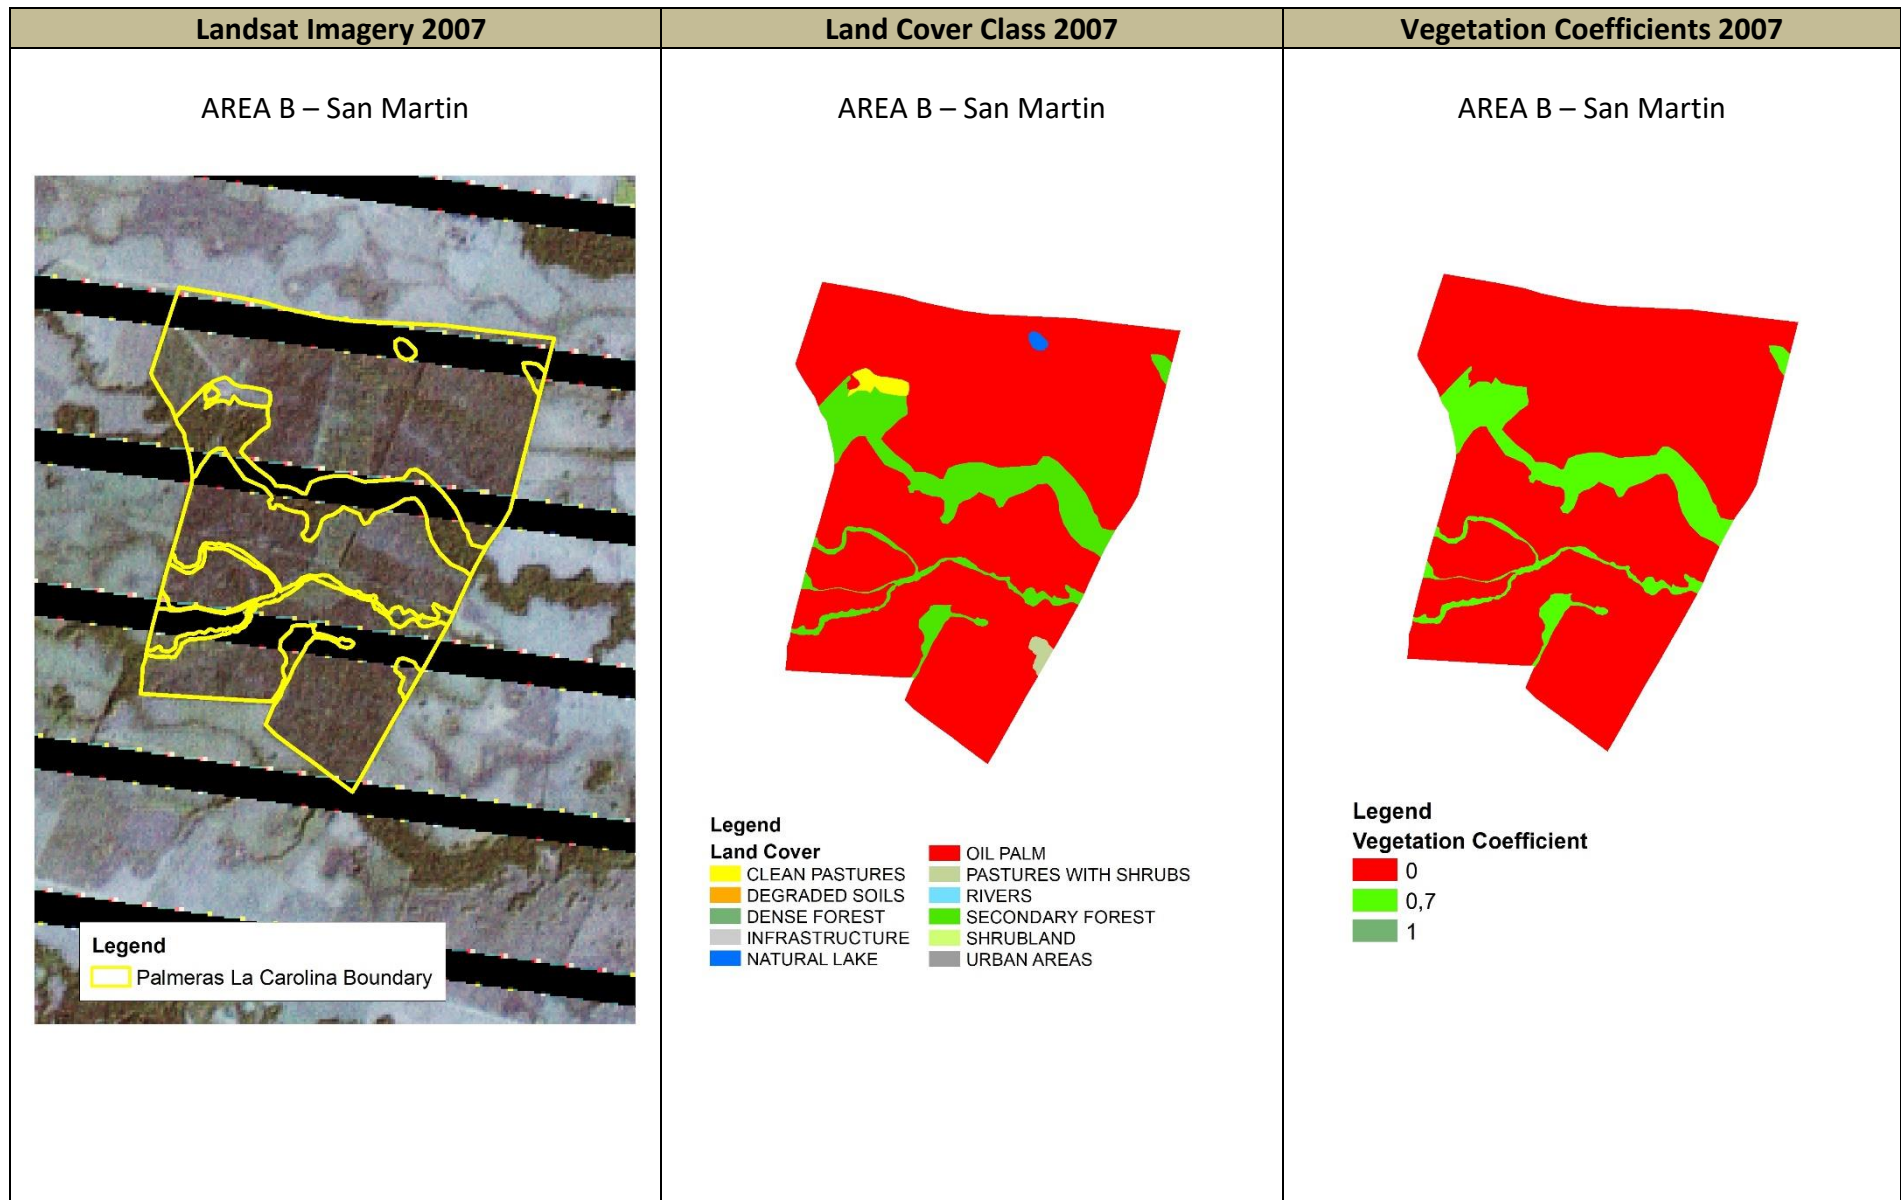 Landsat Imagery 2007
Land Cover Class 2007
Vegetation Coefficients 2007
AREA B – San Martin
AREA B – San Martin
AREA B – San Martin
Legend
Palmeras La Carolina Boundary
Legend
Land Cover
CLEAN PASTURES
DEGRADED SOILS
DENSE FOREST
INFRASTRUCTURE
NATURAL LAKE
OIL PALM
PASTURES WITH SHRUBS
RIVERS
SECONDARY FOREST
SHRUBLAND
URBAN AREAS
Legend
Vegetation Coefficient
0
0,7
1